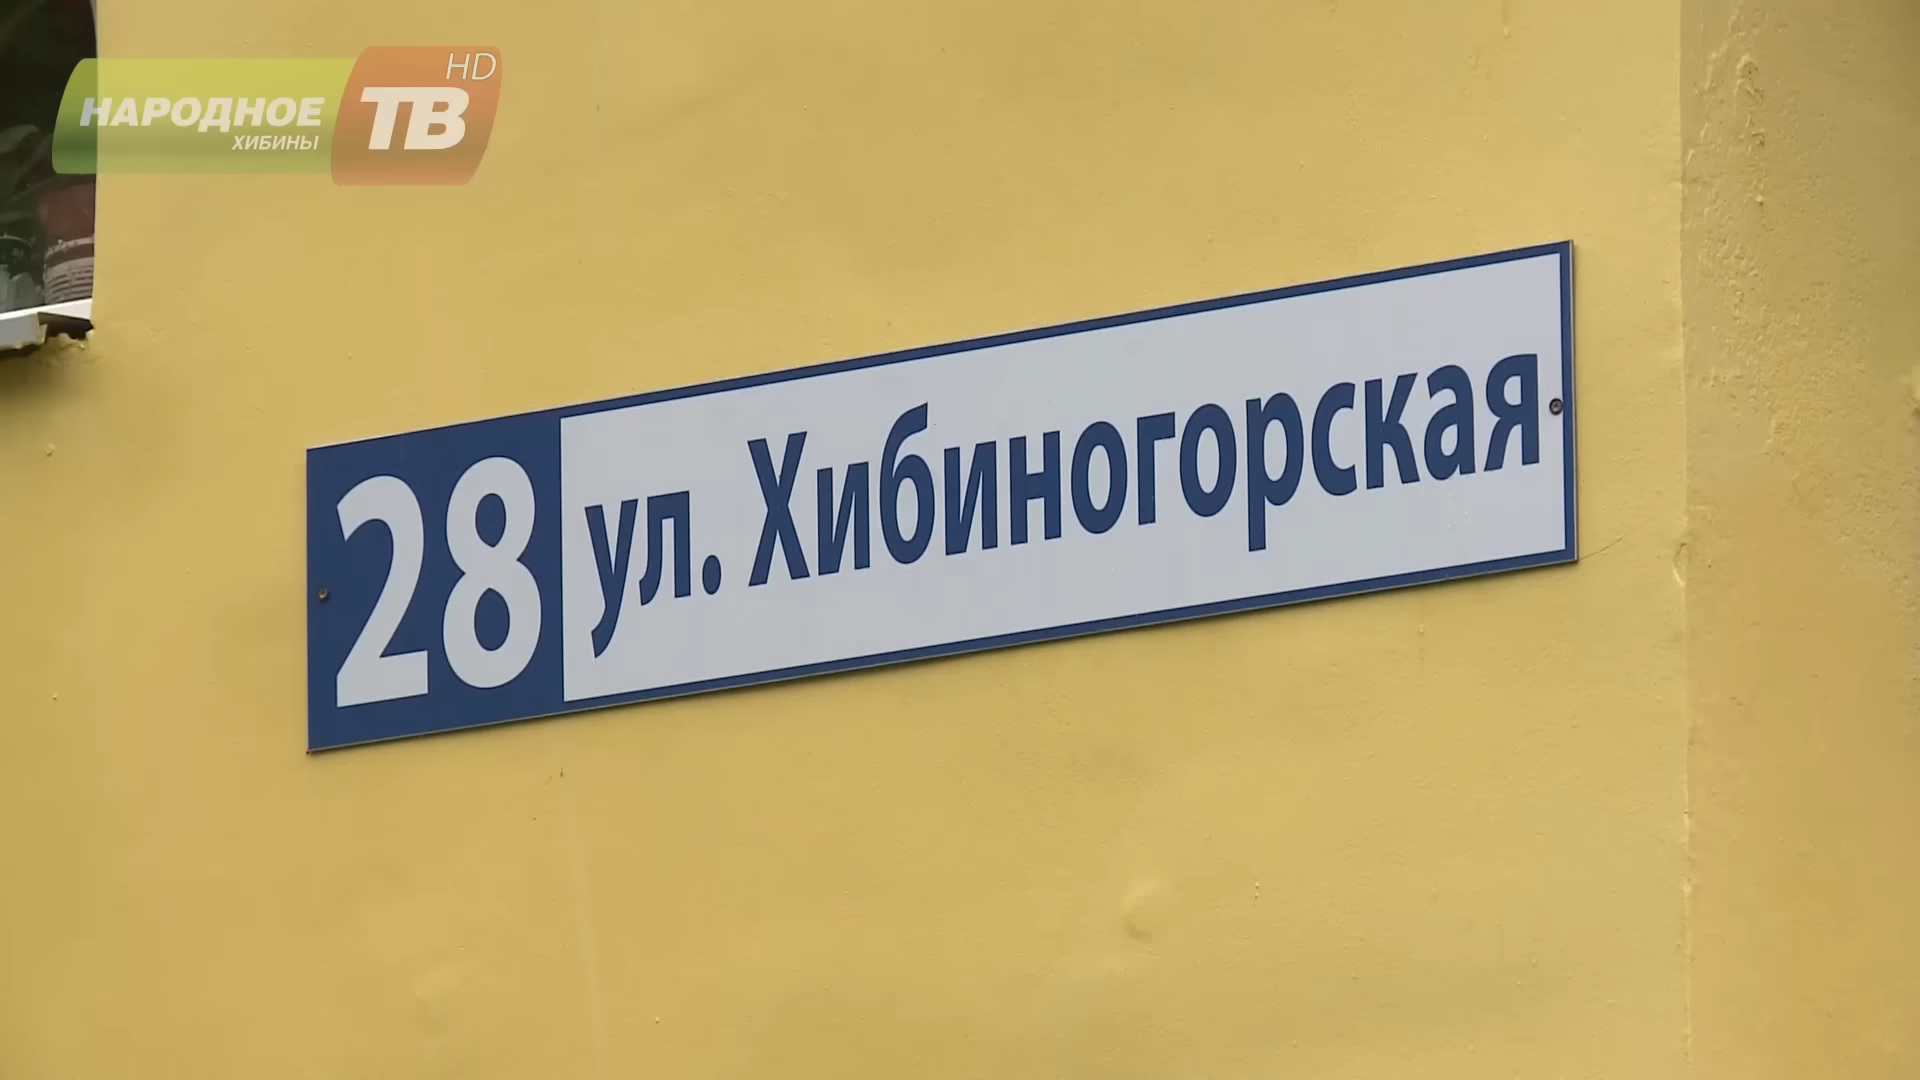 НАРОДНОЕ
ХИБИНЫ
ТВ
HD
28
ул. Хибиногорская